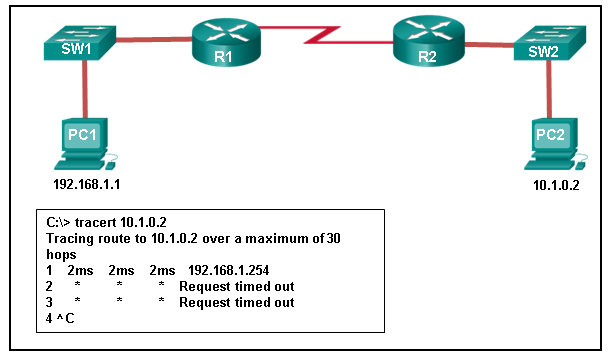 SW1
R1
R2
SW2
PC1
PC2
192.168.1.1
10.1.0.2
C:\> tracert 10.1.0.2
Tracing route to 10.1.0.2 over a maximum of 30
hops
1 2ms 2ms 2ms 192.168.1.254
2 * * * Request timed out
3 * * * Request timed out
4 ^C